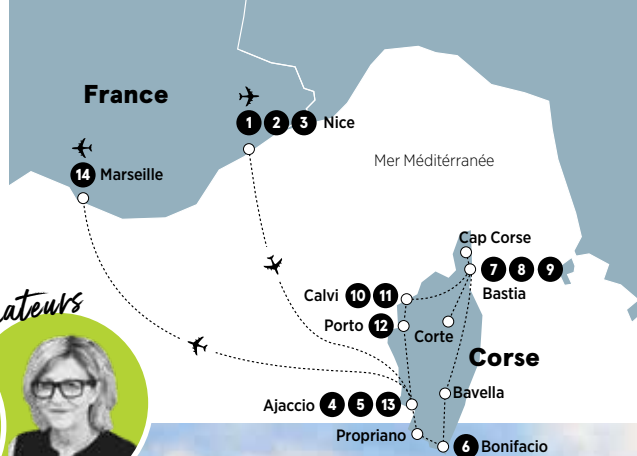 France
1 2 3 Nice
14 Marseille
Mer Méditérranée
Cap Corse
7 8 9
Bastia
Calvi 10 11
Porto 12
Corte
Corse
Bavella
Ajaccio 4 5 13
Propriano
6 Bonifacio
ateurs